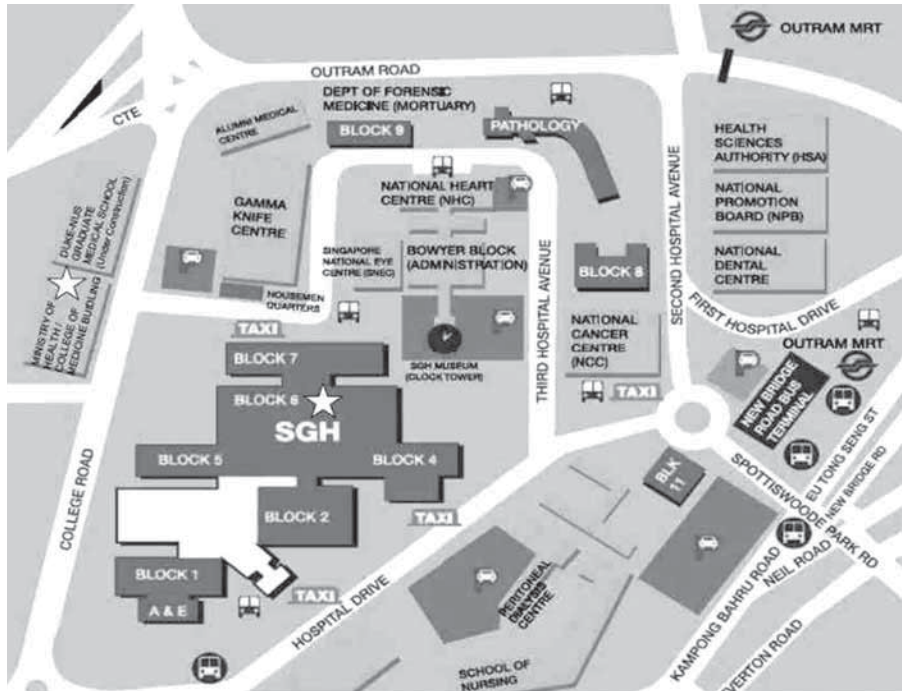 OUTRAM MRT
OUTRAM ROAD
CTE
DEPT OF FORENSIC
MEDICINE (MORTUARY)
BLOCK 9
PATHOLOGY
ALUMNI MEDICAL
CENTRE
HEALTH
SCIENCES
AUTHORITY (HSA)
NATIONAL
PROMOTION
BOARD (NPB)
NATIONAL
DENTAL
CENTRE
DUKE-NUS
GRADUATE
MEDICAL SCHOOL
(Under Construction)
MINISTRY OF
HEALTH /
COLLEGE OF
MEDICINE BUIDLING
GAMMA
KNIFE
CENTRE
NATIONAL HEART
CENTRE (NHC)
SINGAPORE
NATIONAL EYE
CENTRE (SNEC)
BOWYER BLOCK
(ADMINISTRATION)
THIRD HOSPITAL AVENUE
BLOCK 8
SECOND HOSPITAL AVENUE
FIRST HOSPITAL DRIVE
HOUSEMEN
QUARTERS
TAXI
SGH MUSEUM
(CLOCK TOWER)
NATIONAL
CANCER
CENTRE
(NCC)
TAXI
OUTRAM MRT
NEW BRIDGE
ROAD BUS
TERMINAL
BLOCK 7
BLOCK 6
SGH
BLOCK 5
BLOCK 4
BLOCK 2
TAXI
BLOCK 1
A & E
TAXI
COLLEGE ROAD
HOSPITAL DRIVE
BLK
11
SPOTTISWOODE PARK RD
EU TONG SENG ST
NEW BRIDGE RD
PERITONEAL
DIALYSIS
CENTRE
SCHOOL OF
NURSING
KAMPONG BAHRU ROAD
NEIL ROAD
EVERTON ROAD